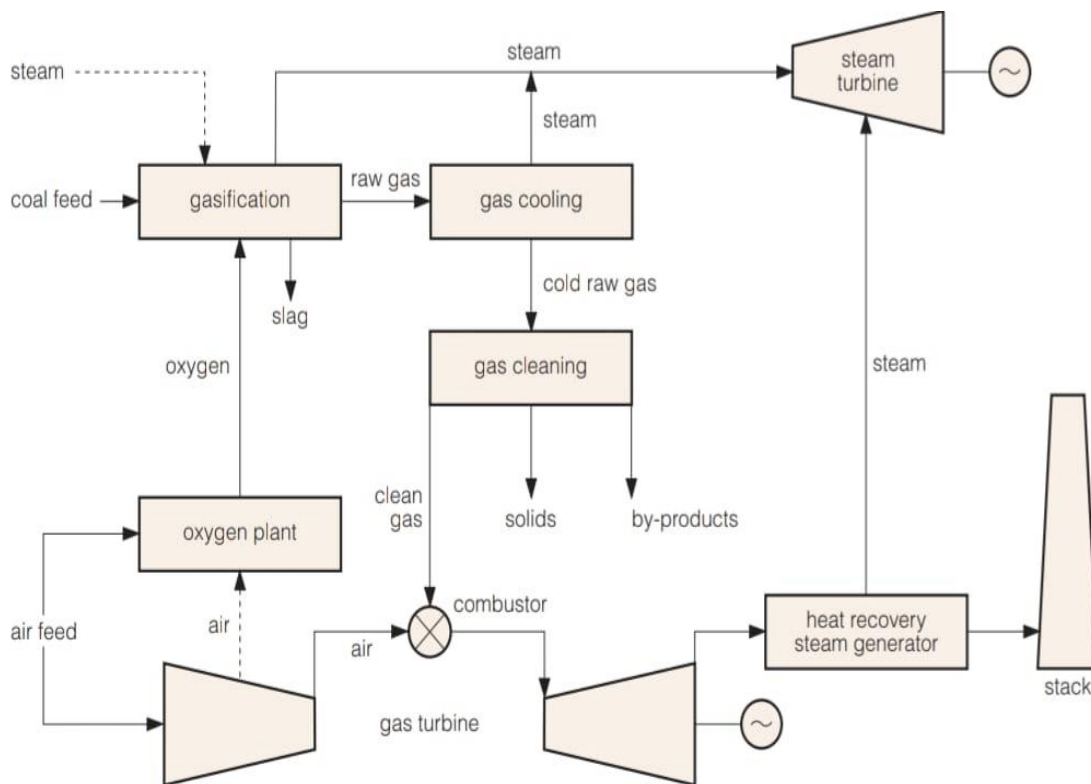 steam
steam
steam
turbine
steam
coal feed
gasification
raw gas
gas cooling
slag
cold raw gas
oxygen
gas cleaning
steam
clean
gas
solids
by-products
oxygen plant
air feed
air
combustor
air
heat recovery
steam generator
gas turbine
stack